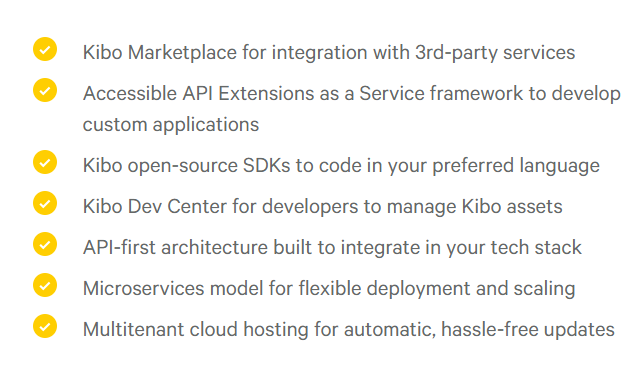 Kibo Marketplace for integration with 3rd-party services
Accessible API Extensions as a Service framework to develop
custom applications
Kibo open-source SDKs to code in your preferred language
Kibo Dev Center for developers to manage Kibo assets
API-first architecture built to integrate in your tech stack
Microservices model for flexible deployment and scaling
Multitenant cloud hosting for automatic, hassle-free updates